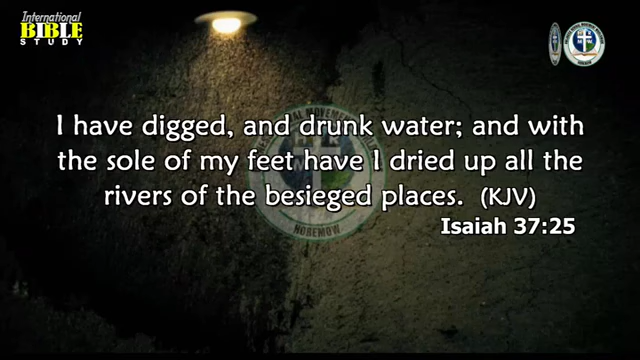 International
BIBLE
STUDY
I have digged, and drunk water; and with
the sole of my feet have I dried up all the
rivers of the besieged places. (KJV)
Isaiah 37:25
HOREMOW